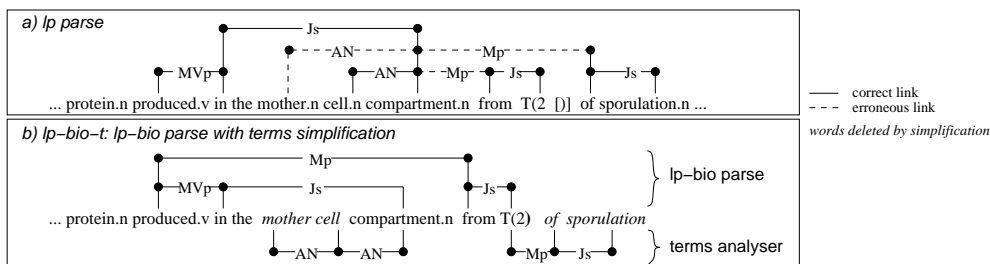 a) lp parse
Js
AN Mp
MVp AN Mp Js Js
... protein.n produced.v in the mother.n cell.n compartment.n from T(2 [)] of sporulation.n ...
correct link
erroneous link
words deleted by simplification
b) lp−bio−t: lp−bio parse with terms simplification
Mp
MVp Js Js
lp−bio parse
... protein.n produced.v in the mother cell compartment.n from T(2) of sporulation
AN AN Mp Js
terms analyser